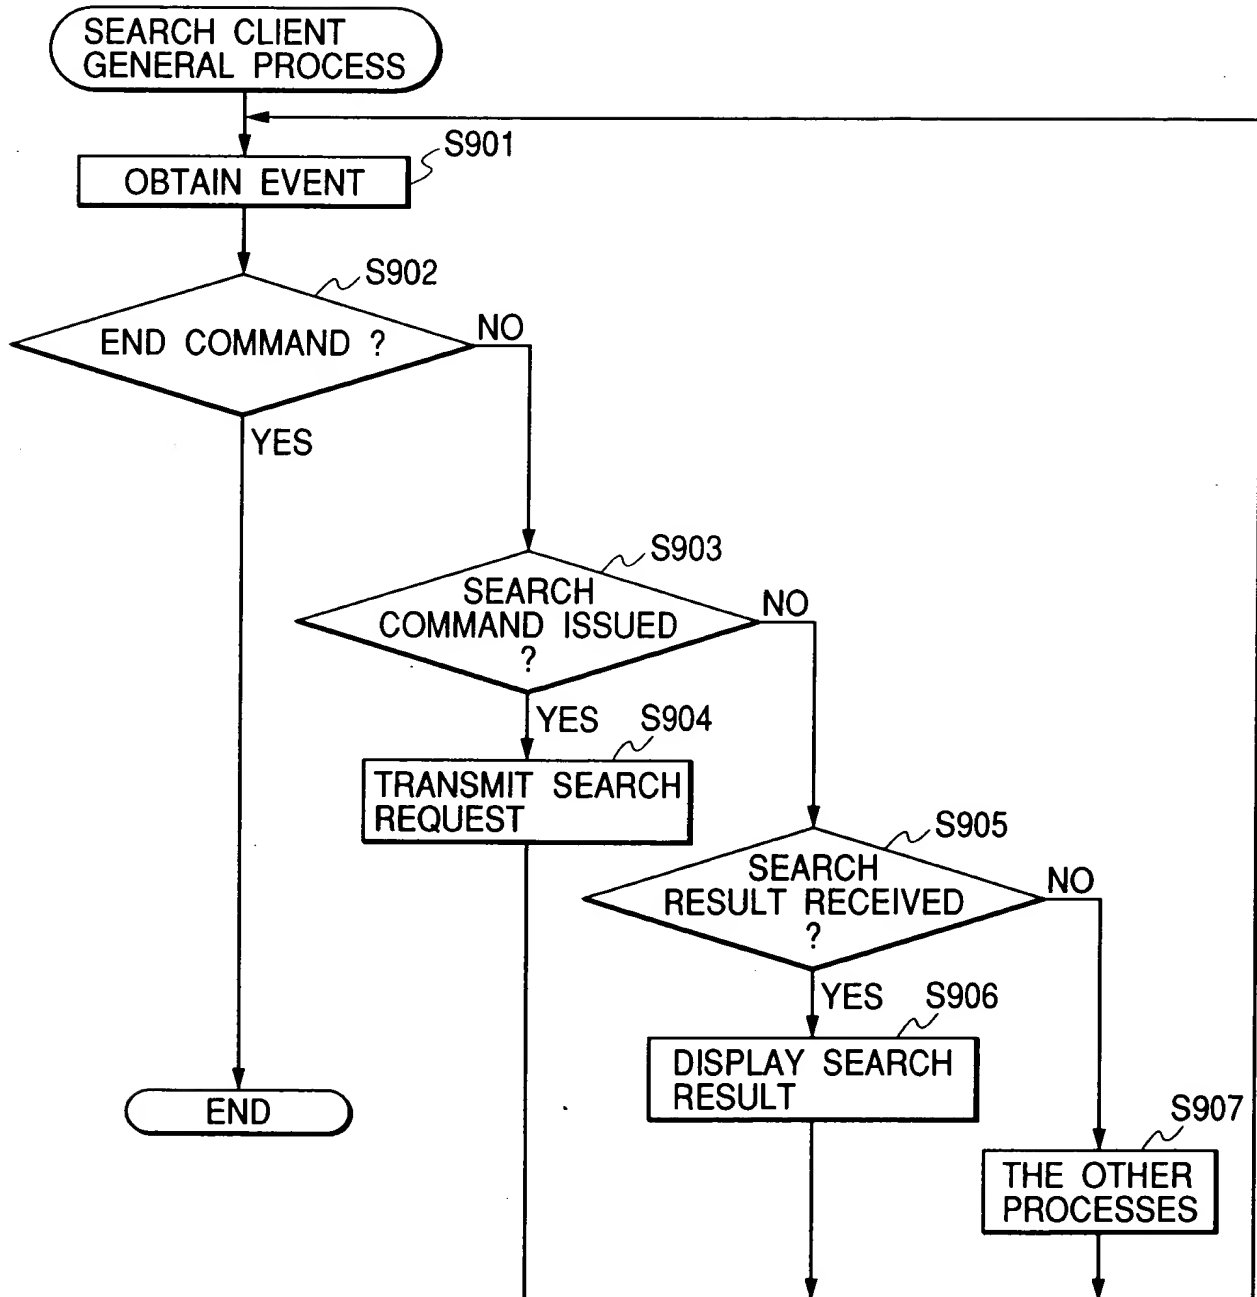 SEARCH CLIENT
GENERAL PROCESS
S901
OBTAIN EVENT
S902
END COMMAND ?
NO
YES
S903
SEARCH
COMMAND ISSUED
?
NO
YES
S904
TRANSMIT SEARCH
REQUEST
S905
SEARCH
RESULT RECEIVED
?
NO
YES
S906
DISPLAY SEARCH
RESULT
END
S907
THE OTHER
PROCESSES